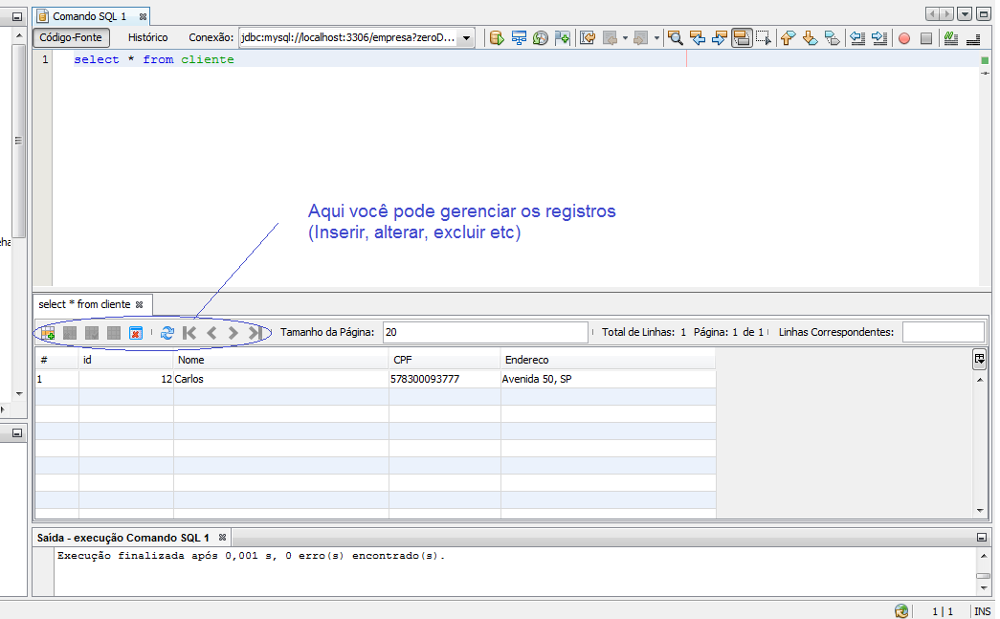 Comando SQL 1
Código-Fonte Histórico Conexão: jdbc:mysql://localhost:3306/empresa?zeroD...
1 select * from cliente
Aqui você pode gerenciar os registros
(Inserir, alterar, excluir etc)
select * from cliente
Tamanho da Página: 20 Total de Linhas: 1 Página: 1 de 1 Linhas Correspondentes:
# id Nome CPF Endereco
1 12 Carlos 578300093777 Avenida 50, SP
Saída - execução Comando SQL 1
Execução finalizada após 0,001 s, 0 erro(s) encontrado(s).
1 | 1 INS